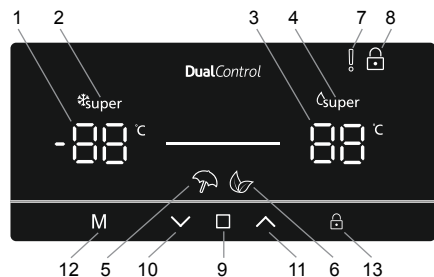 1 2 3 4 7 8
DualControl
super super
-88 °C 88 °C
M
12 5 10 9 11 6 13